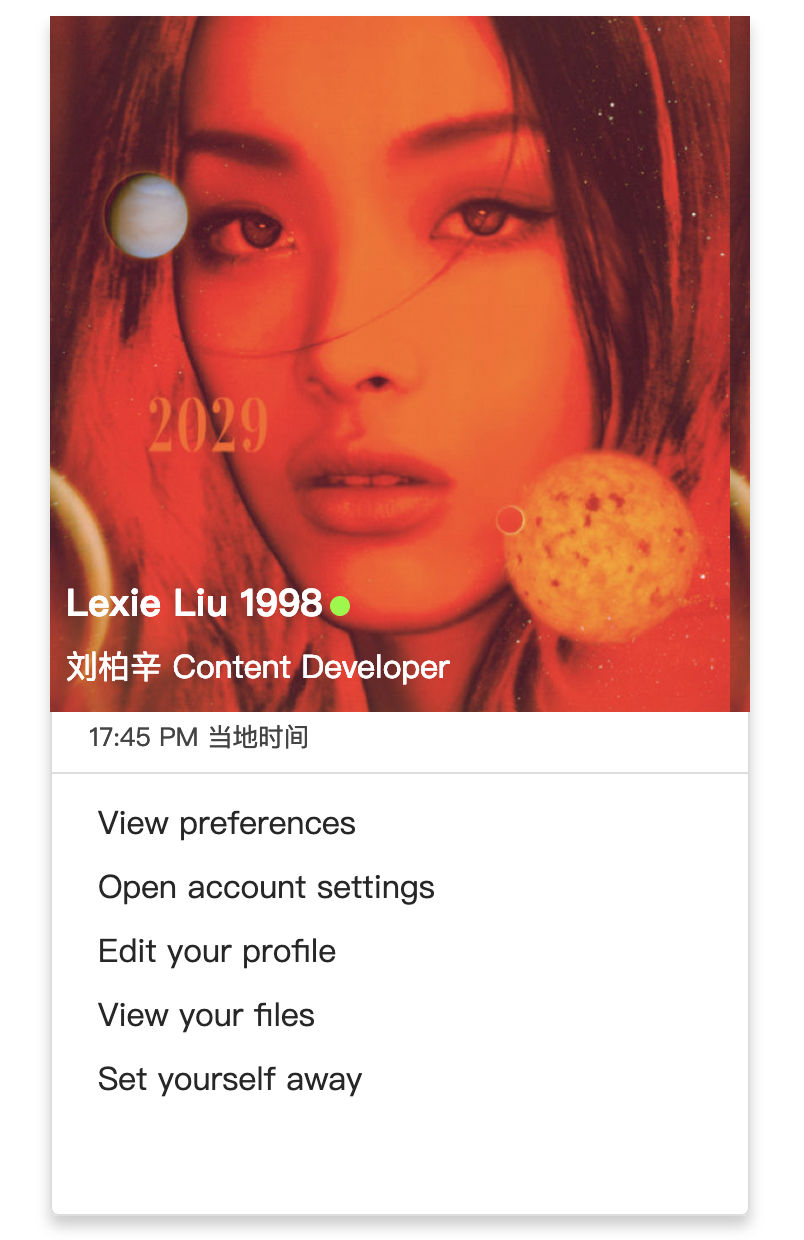 2029
Lexie Liu 1998
刘柏辛 Content Developer
17:45 PM 当地时间
View preferences
Open account settings
Edit your profile
View your files
Set yourself away